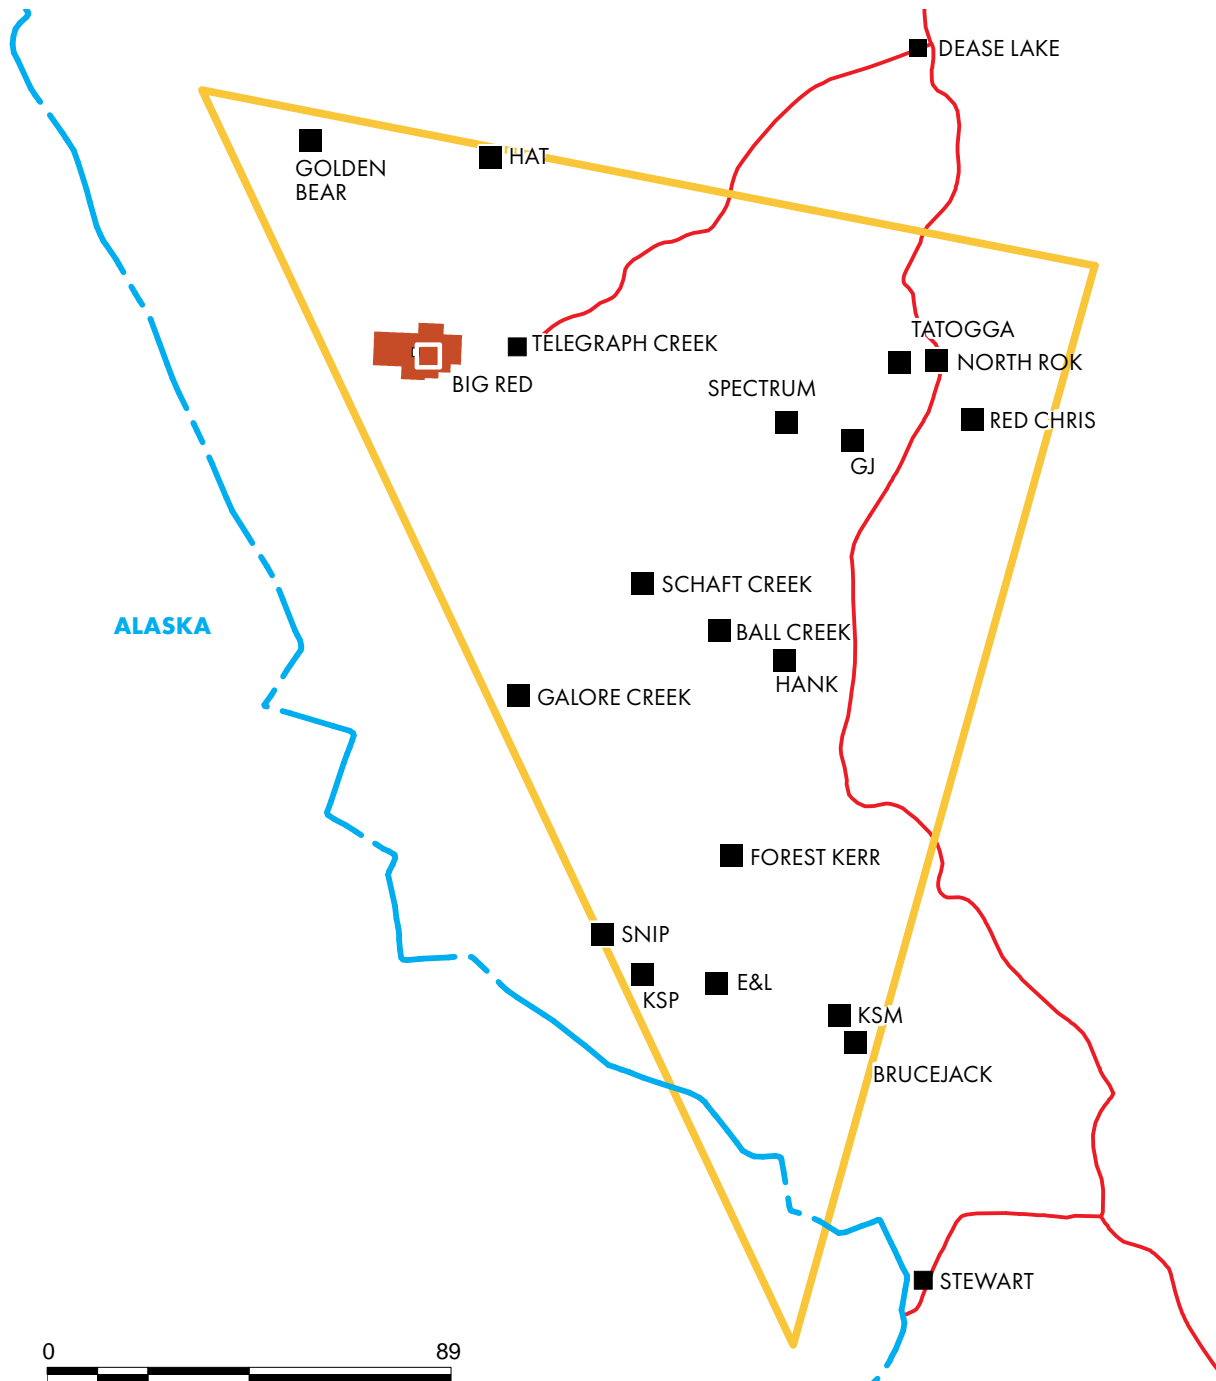 DEASE LAKE
HAT
GOLDEN
BEAR
TATOGGA
TELEGRAPH CREEK
NORTH ROK
BIG RED
SPECTRUM
RED CHRIS
GJ
SCHAFT CREEK
ALASKA
BALL CREEK
HANK
GALORE CREEK
FOREST KERR
SNIP
E&L
KSP
KSM
BRUCEJACK
STEWART
0 89